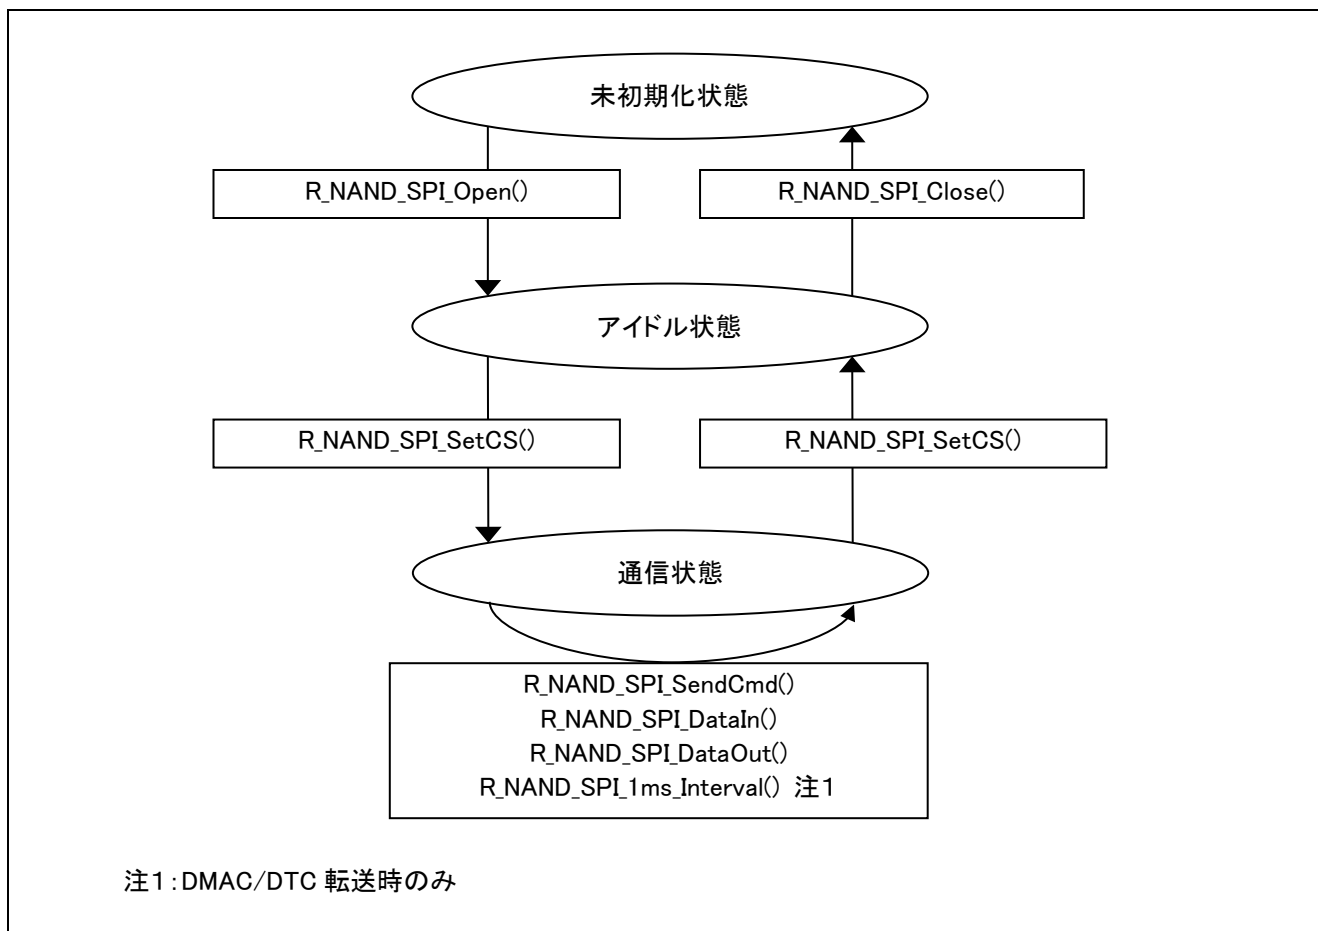 未初期化状態
R_NAND_SPI_Open()
R_NAND_SPI_Close()
アイドル状態
R_NAND_SPI_SetCS()
R_NAND_SPI_SetCS()
通信状態
R_NAND_SPI_SendCmd()
R_NAND_SPI_DataIn()
R_NAND_SPI_DataOut()
R_NAND_SPI_1ms_Interval() 注1
注1:DMAC/DTC 転送時のみ